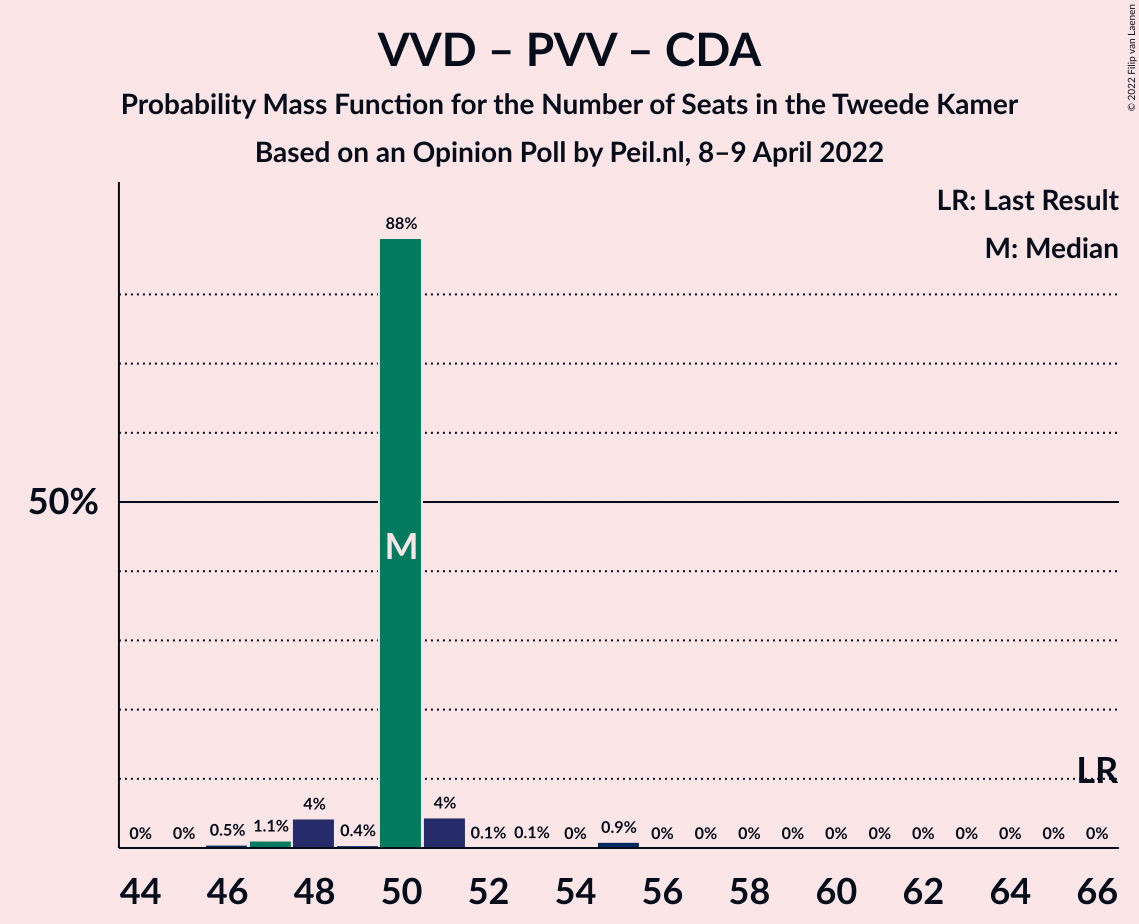 VVD – PVV – CDA
Probability Mass Function for the Number of Seats in the Tweede Kamer
Based on an Opinion Poll by Peil.nl, 8–9 April 2022
© 2022 Filip van Laenen
LR: Last Result
M: Median
88%
50%
M
LR
0% 0% 0.5% 1.1% 4% 0.4% 4% 0.1% 0.1% 0% 0.9% 0% 0% 0% 0% 0% 0% 0% 0% 0% 0% 0%
44 46 48 50 52 54 56 58 60 62 64 66